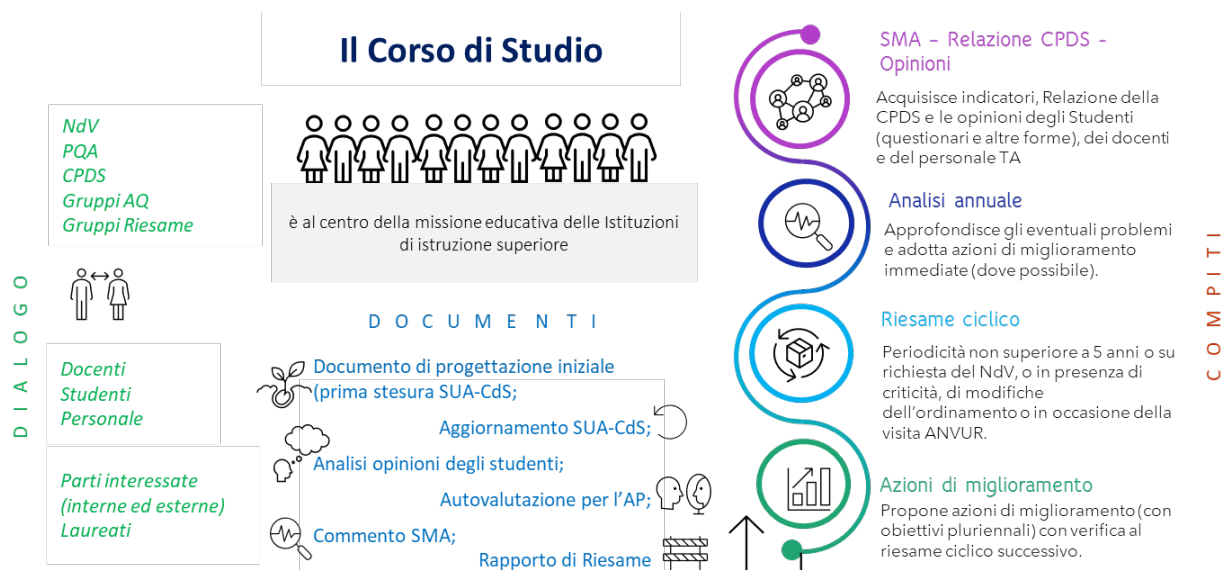 Il Corso di Studio
NdV
PQA
CPDS
Gruppi AQ
Gruppi Riesame
DIALOGO
Docenti
Studenti
Personale
Parti interessate
(interne ed esterne)
Laureati
è al centro della missione educativa delle Istituzioni
di istruzione superiore
DOCUMENTI
Documento di progettazione iniziale
(prima stesura SUA-CdS;
Aggiornamento SUA-CdS;
Analisi opinioni degli studenti;
Autovalutazione per l'AP;
Commento SMA;
Rapporto di Riesame
SMA – Relazione CPDS -
Opinioni
Acquisisce indicatori, Relazione della
CPDS e le opinioni degli Studenti
(questionari e altre forme), dei docenti
e del personale TA
Analisi annuale
Approfondisce gli eventuali problemi
e adotta azioni di miglioramento
immediate (dove possibile).
Riesame ciclico
Periodicità non superiore a 5 anni o su
richiesta del NdV, o in presenza di
criticità, di modifiche
dell'ordinamento o in occasione della
visita ANVUR.
Azioni di miglioramento
Propone azioni di miglioramento (con
obiettivi pluriennali) con verifica al
riesame ciclico successivo.
COMPITI